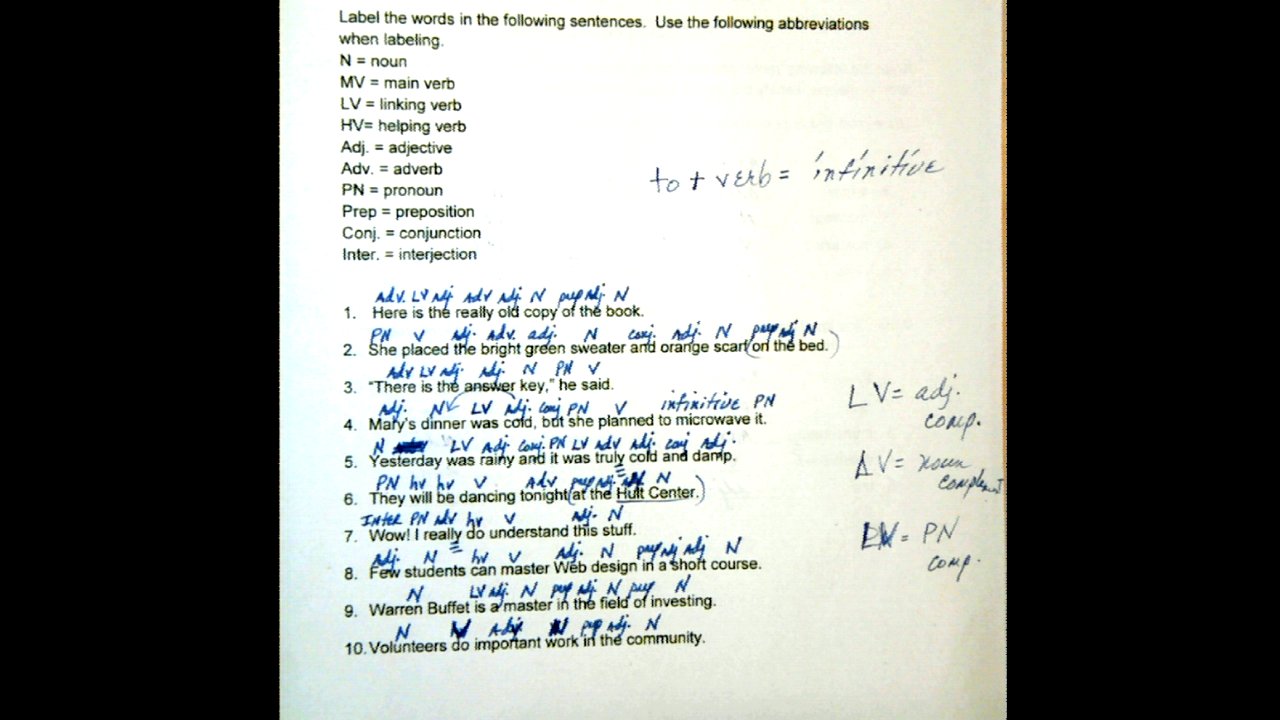 Label the words in the following sentences. Use the following abbreviations
when labeling.
N = noun
MV = main verb
LV = linking verb
HV= helping verb
Adj. = adjective
Adv. = adverb
to + verb = infinitive
PN = pronoun
Prep = preposition
Conj. = conjunction
Inter. = interjection
Adv. LV Adj Adv Adj N prep Adj N
1. Here is the really old copy of the book.
PN V Adj. Adv. adj. N conj. Adj. N prep Adj N
2. She placed the bright green sweater and orange scarf (on the bed.)
Adv LV Adj. Adj. N PN V
3. "There is the answer key," he said.
Adj. N LV Adj. conj PN V infinitive PN
4. Mary's dinner was cold, but she planned to microwave it.
LV= adj.
comp.
N LV Adj Conj. PN LV Adv Adj. conj Adj.
5. Yesterday was rainy and it was truly cold and damp.
LV= noun
complement
PN hv hv V Adv prep Adj. N
6. They will be dancing tonight (at the Hult Center.)
Inter PN Adv hv V Adj. N
7. Wow! I really do understand this stuff.
LV= PN
comp.
Adj. N hv V Adj. N prep Adj Adj N
8. Few students can master Web design in a short course.
N LV Adj. N prep Adj. N prep N
9. Warren Buffet is a master in the field of investing.
N V Adj N prep Adj. N
10. Volunteers do important work in the community.